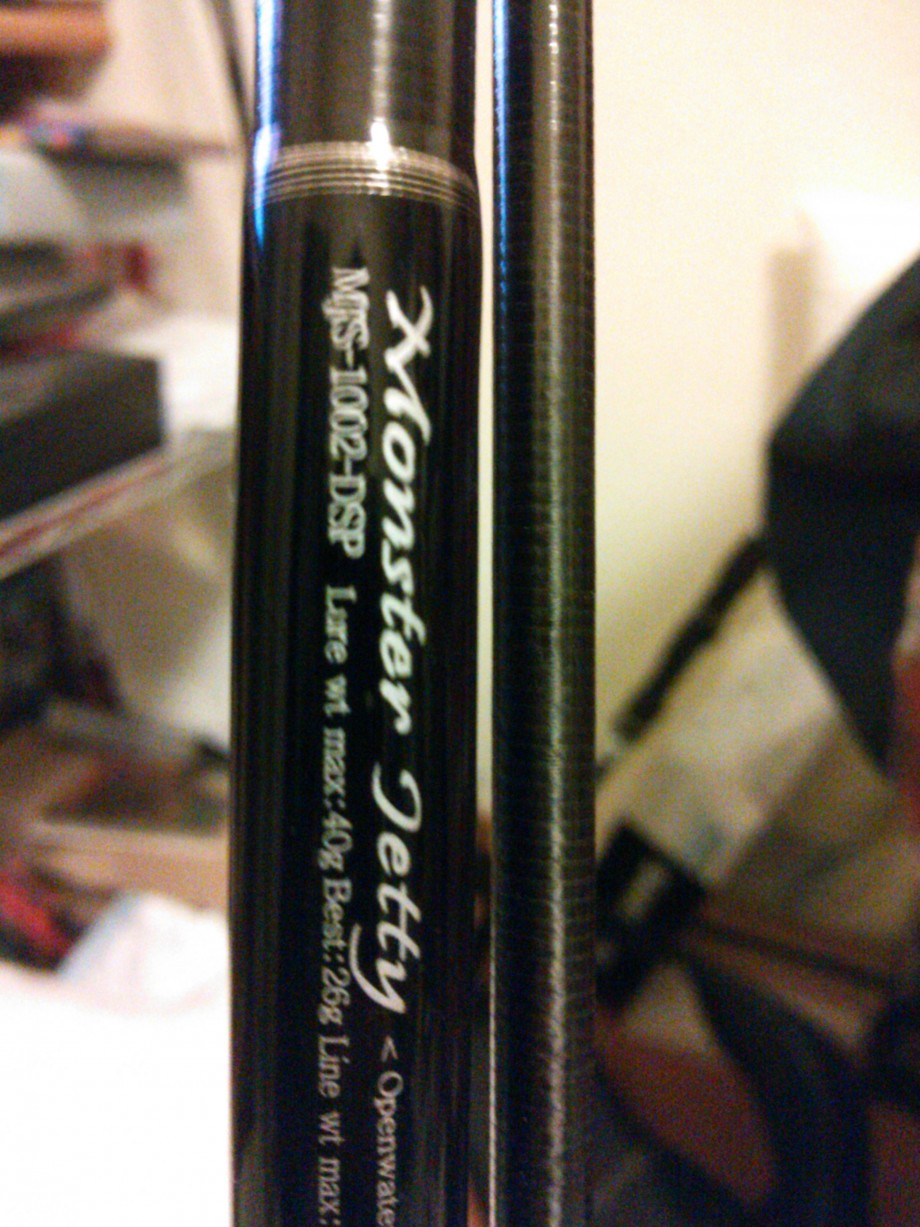 Monster Jetty < Openwate
MJS-1002-DSP Lure wt max:40g Best:26g Line wt max: